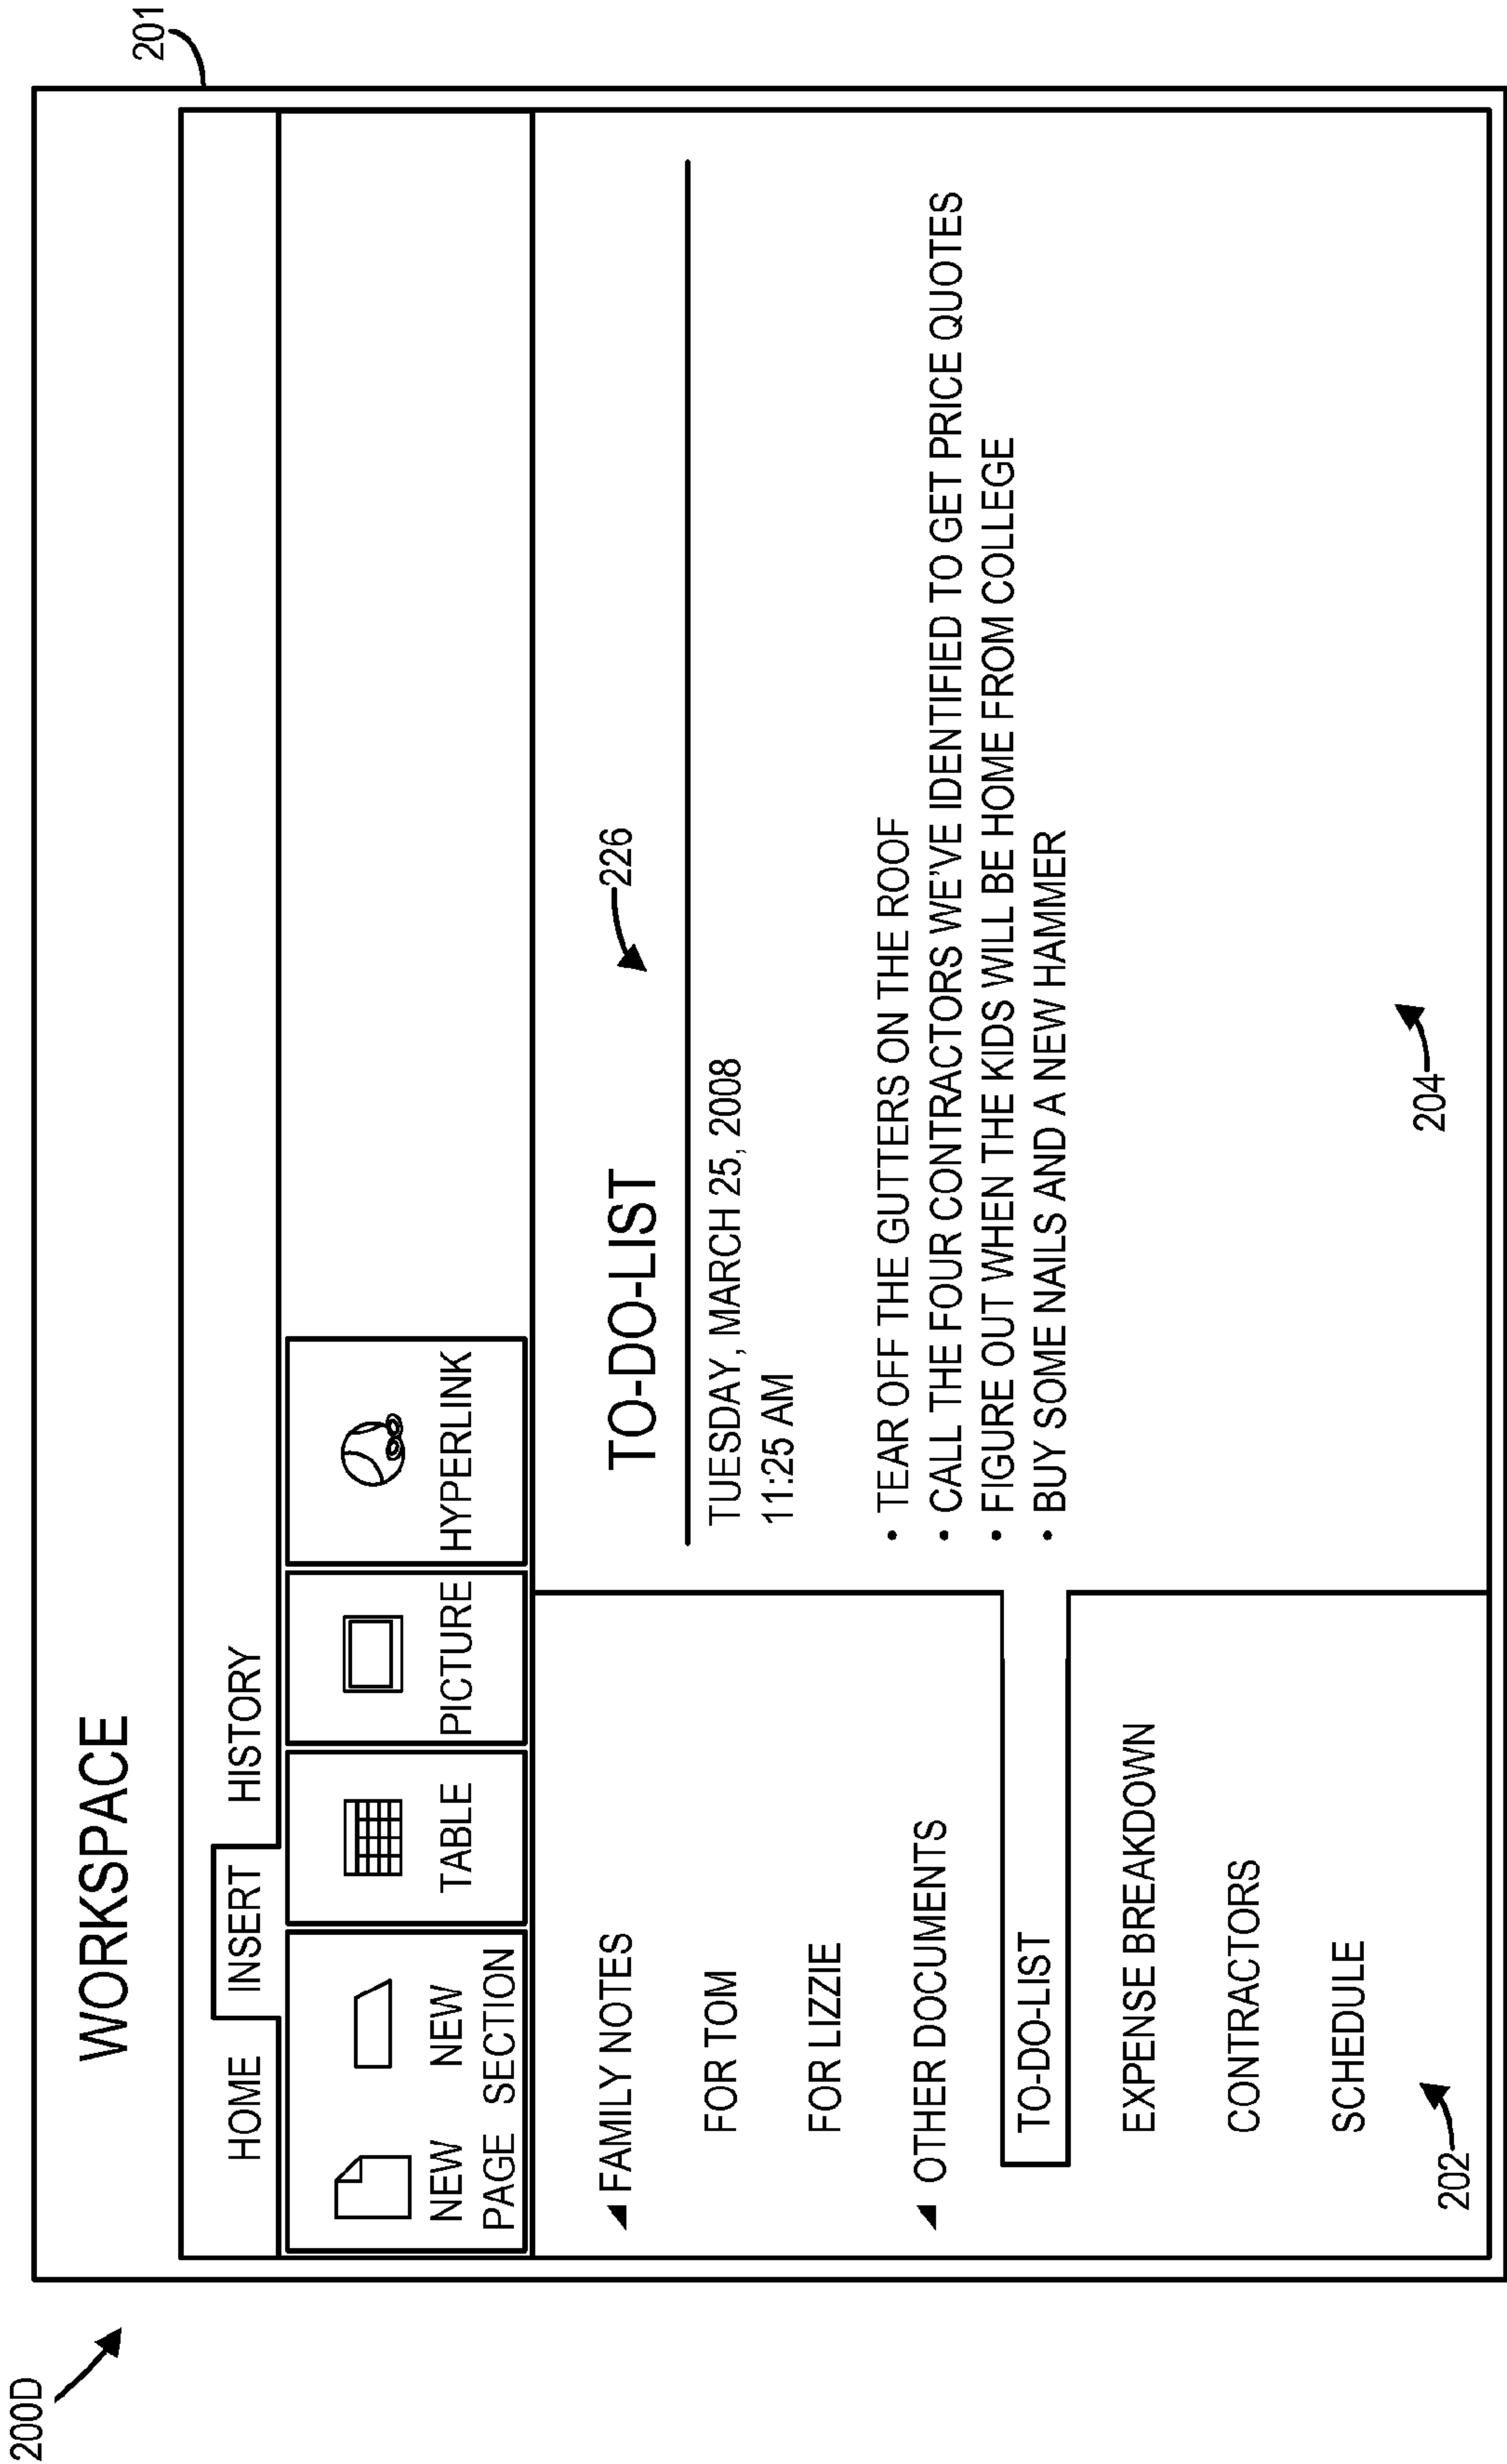 200D
201
WORKSPACE
HOME INSERT HISTORY
NEW PAGE
NEW SECTION
TABLE
PICTURE
HYPERLINK
FAMILY NOTES
FOR TOM
FOR LIZZIE
OTHER DOCUMENTS
TO-DO-LIST
EXPENSE BREAKDOWN
CONTRACTORS
SCHEDULE
202
TO-DO-LIST
226
TUESDAY, MARCH 25, 2008
11:25 AM
• TEAR OFF THE GUTTERS ON THE ROOF
• CALL THE FOUR CONTRACTORS WE'VE IDENTIFIED TO GET PRICE QUOTES
• FIGURE OUT WHEN THE KIDS WILL BE HOME FROM COLLEGE
• BUY SOME NAILS AND A NEW HAMMER
204